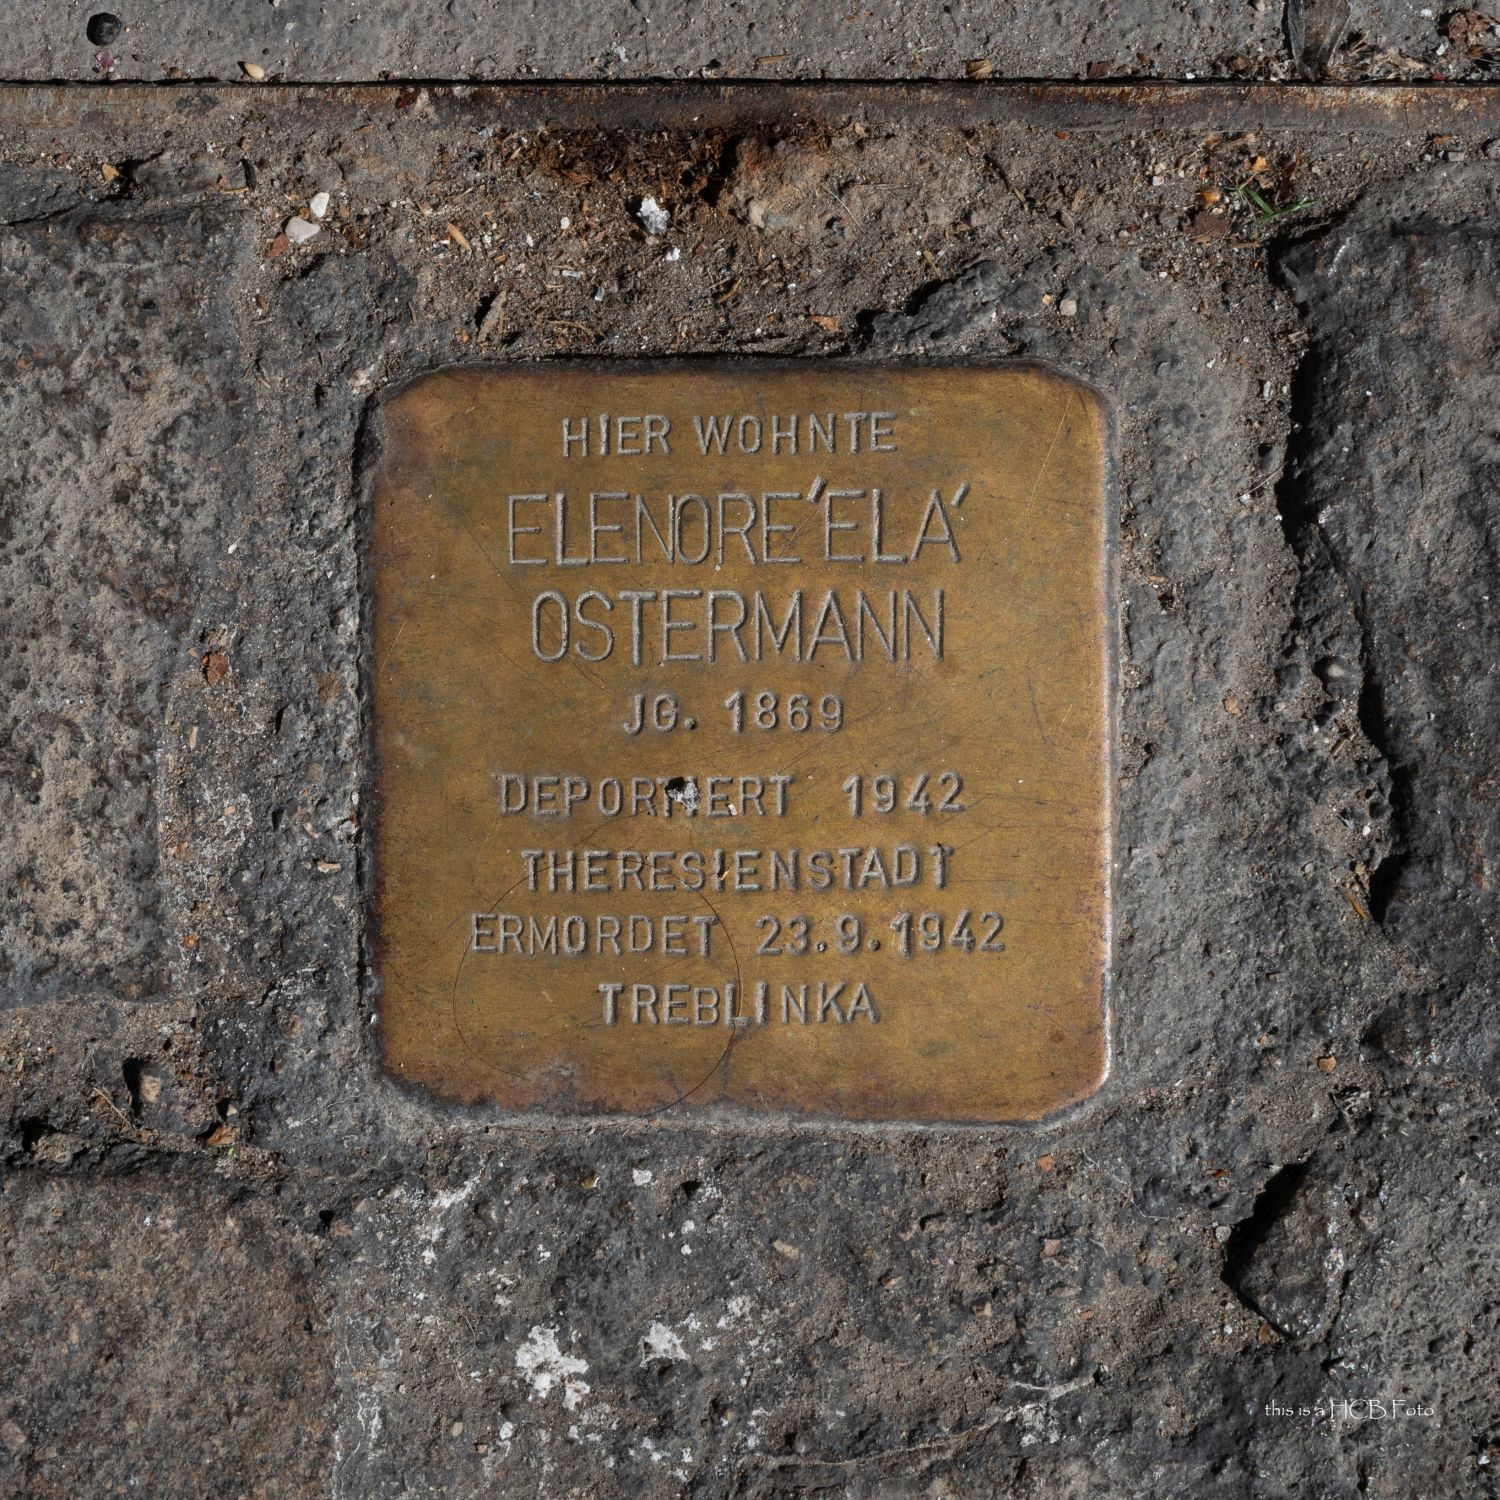 HIER WOHNTE
ELENORE 'ELA'
OSTERMANN
JG. 1869
DEPORTIERT 1942
THERESIENSTADT
ERMORDET 23.9.1942
TREBLINKA
this is a HCB Foto